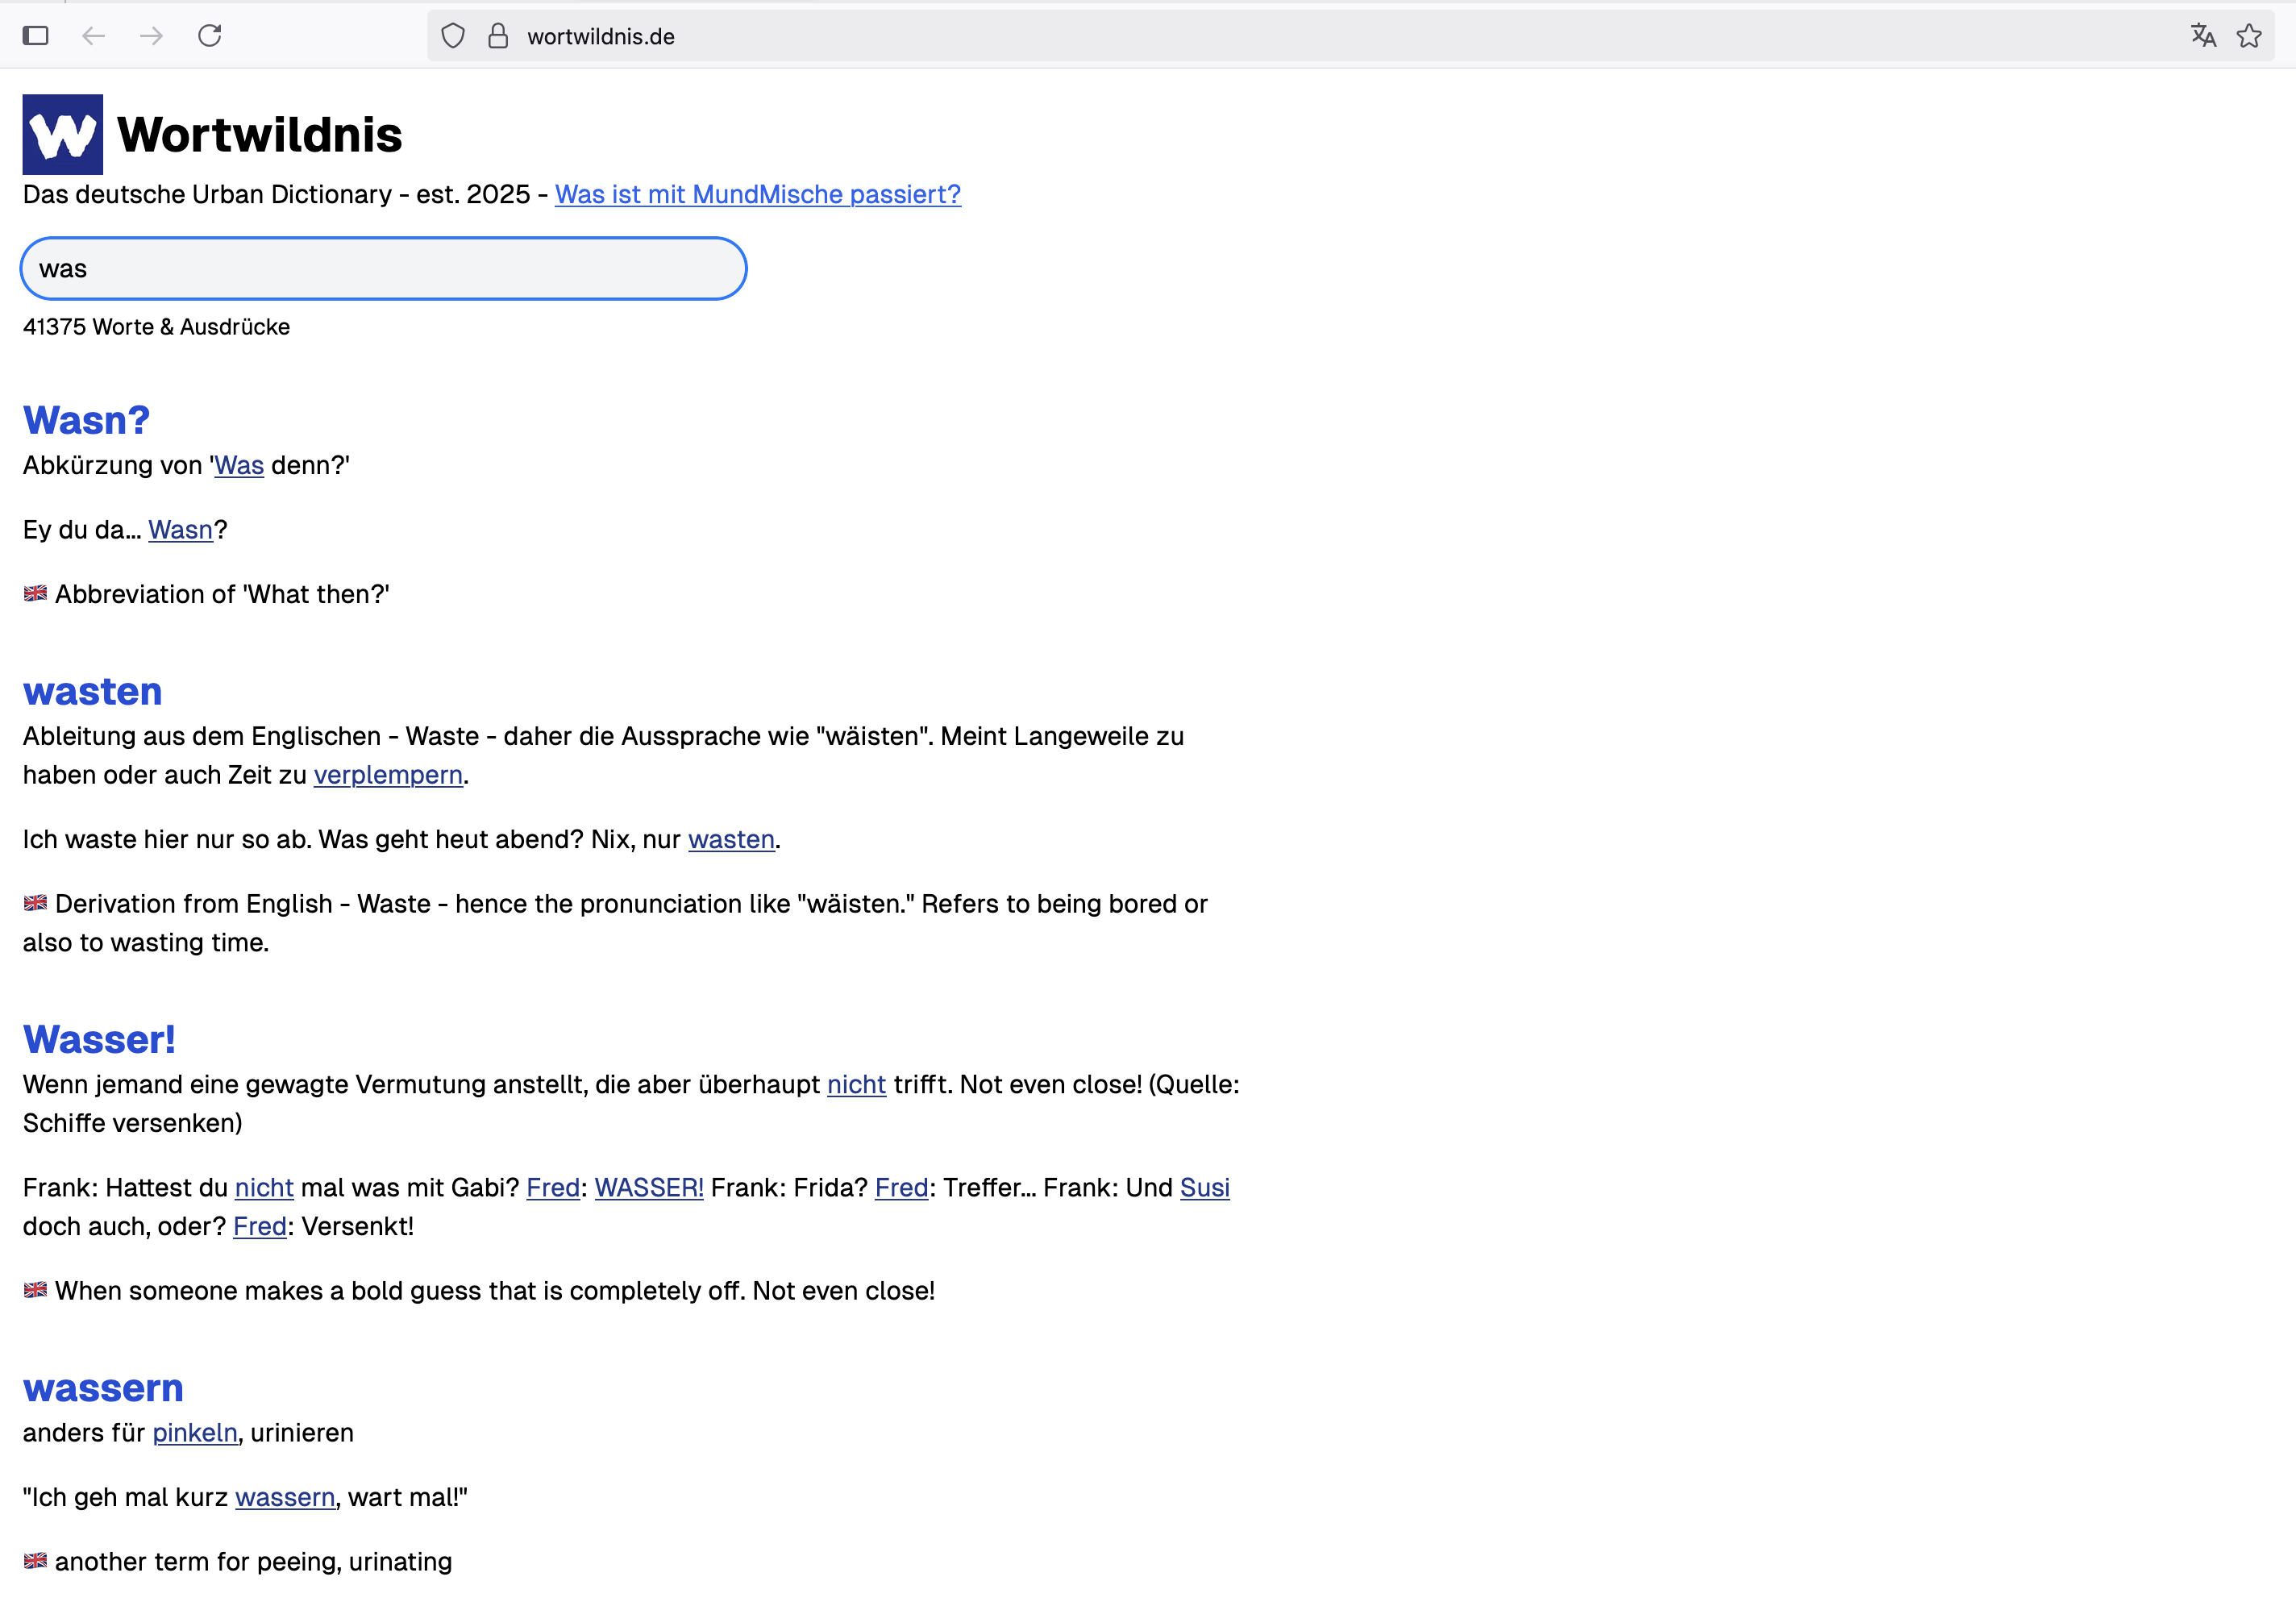 wortwildnis.de
W Wortwildnis
Das deutsche Urban Dictionary - est. 2025 - Was ist mit MundMische passiert?
was
41375 Worte & Ausdrücke
Wasn?
Abkürzung von 'Was denn?'
Ey du da... Wasn?
🇬🇧 Abbreviation of 'What then?'
wasten
Ableitung aus dem Englischen - Waste - daher die Aussprache wie "wäisten". Meint Langeweile zu
haben oder auch Zeit zu verplempern.
Ich waste hier nur so ab. Was geht heut abend? Nix, nur wasten.
🇬🇧 Derivation from English - Waste - hence the pronunciation like "wäisten." Refers to being bored or
also to wasting time.
Wasser!
Wenn jemand eine gewagte Vermutung anstellt, die aber überhaupt nicht trifft. Not even close! (Quelle:
Schiffe versenken)
Frank: Hattest du nicht mal was mit Gabi? Fred: WASSER! Frank: Frida? Fred: Treffer... Frank: Und Susi
doch auch, oder? Fred: Versenkt!
🇬🇧 When someone makes a bold guess that is completely off. Not even close!
wassern
anders für pinkeln, urinieren
"Ich geh mal kurz wassern, wart mal!"
🇬🇧 another term for peeing, urinating